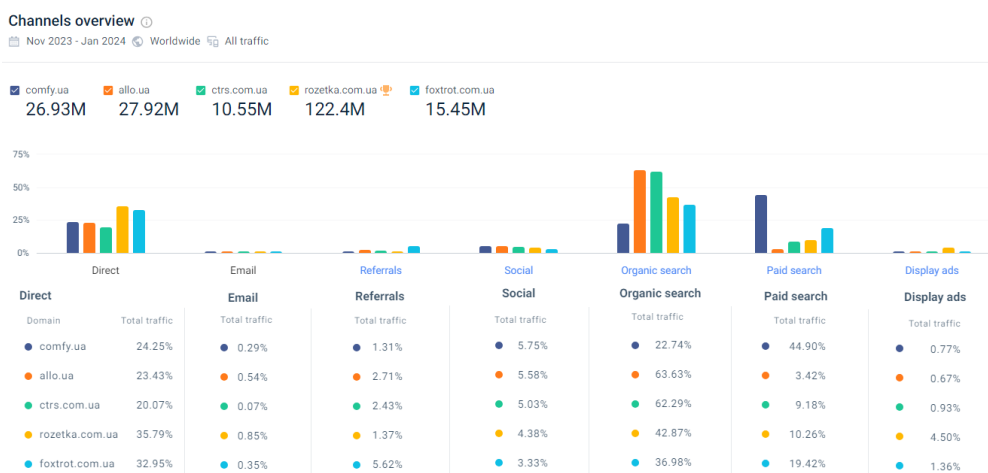 Channels overview
Nov 2023 - Jan 2024 Worldwide All traffic
comfy.ua allo.ua ctrs.com.ua rozetka.com.ua foxtrot.com.ua
26.93M 27.92M 10.55M 122.4M 15.45M
75%
50%
25%
0%
Direct Email Referrals Social Organic search Paid search Display ads
Direct Email Referrals Social Organic search Paid search Display ads
Domain Total traffic Total traffic Total traffic Total traffic Total traffic Total traffic Total traffic
comfy.ua 24.25% 0.29% 1.31% 5.75% 22.74% 44.90% 0.77%
allo.ua 23.43% 0.54% 2.71% 5.58% 63.63% 3.42% 0.67%
ctrs.com.ua 20.07% 0.07% 2.43% 5.03% 62.29% 9.18% 0.93%
rozetka.com.ua 35.79% 0.85% 1.37% 4.38% 42.87% 10.26% 4.50%
foxtrot.com.ua 32.95% 0.35% 5.62% 3.33% 36.98% 19.42% 1.36%